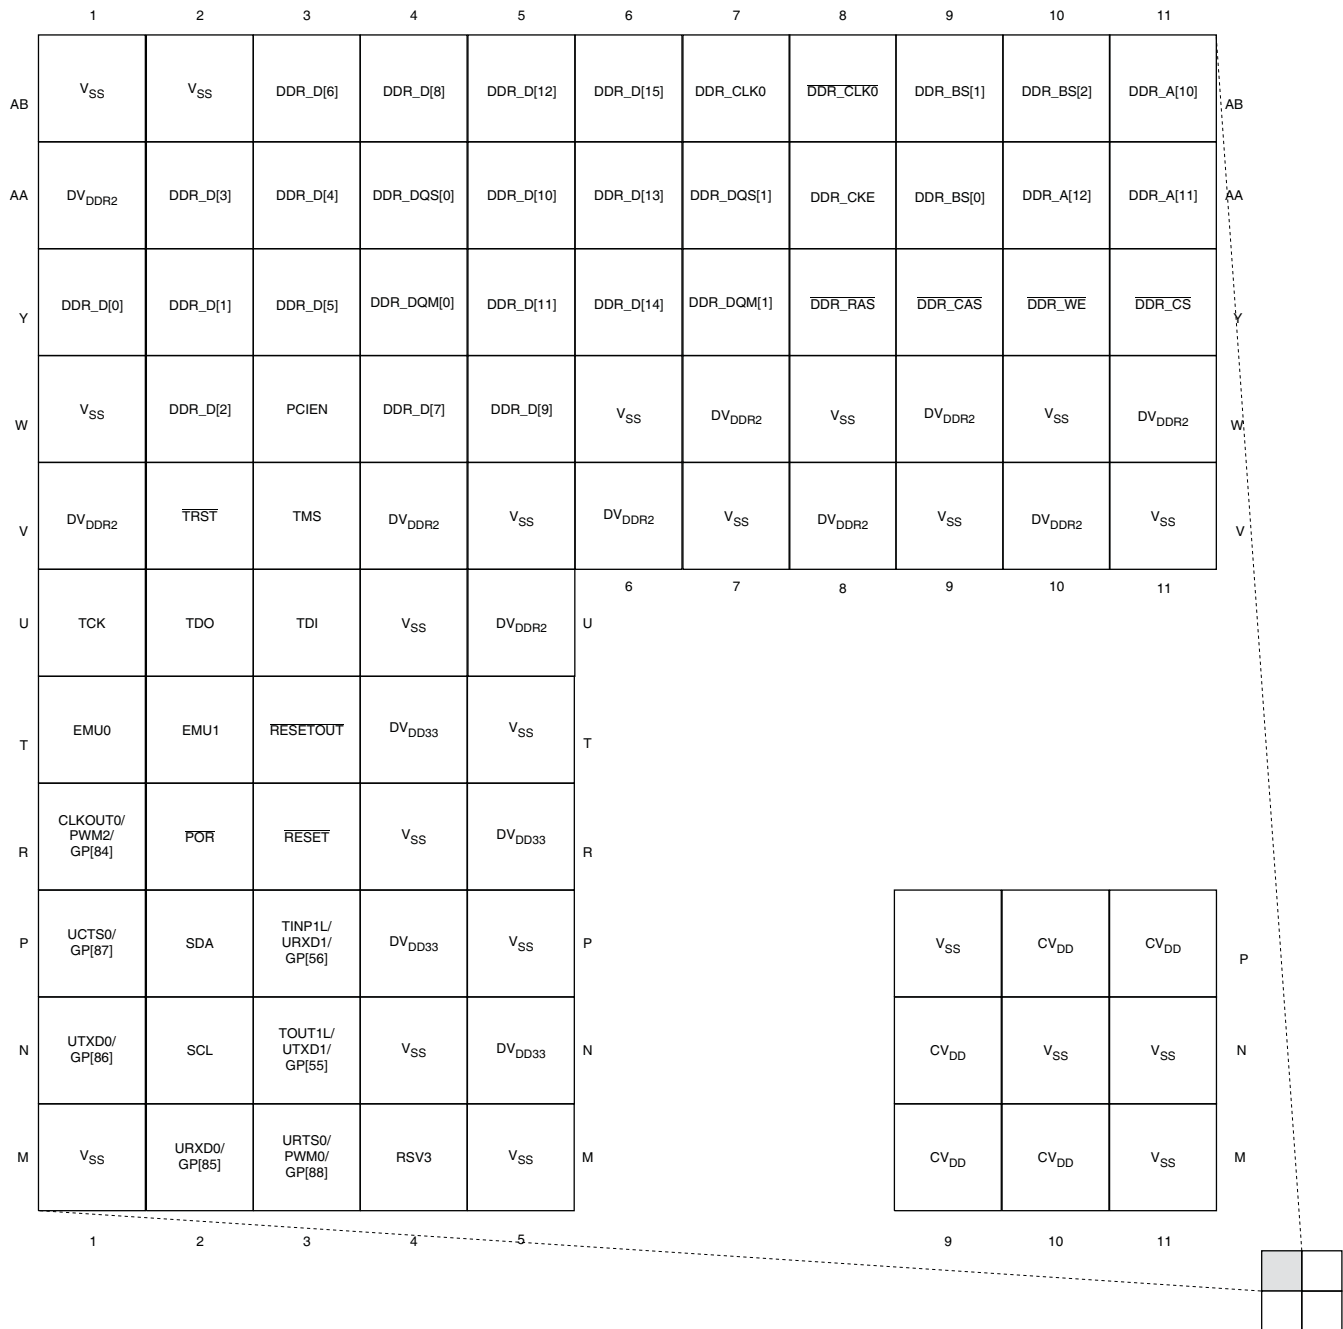 1 2 3 4 5 6 7 8 9 10 11
AB VSS VSS DDR_D[6] DDR_D[8] DDR_D[12] DDR_D[15] DDR_CLK0 DDR_CLK0 DDR_BS[1] DDR_BS[2] DDR_A[10] AB
AA DVDDR2 DDR_D[3] DDR_D[4] DDR_DQS[0] DDR_D[10] DDR_D[13] DDR_DQS[1] DDR_CKE DDR_BS[0] DDR_A[12] DDR_A[11] AA
Y DDR_D[0] DDR_D[1] DDR_D[5] DDR_DQM[0] DDR_D[11] DDR_D[14] DDR_DQM[1] DDR_RAS DDR_CAS DDR_WE DDR_CS Y
W VSS DDR_D[2] PCIEN DDR_D[7] DDR_D[9] VSS DVDDR2 VSS DVDDR2 VSS DVDDR2 W
V DVDDR2 TRST TMS DVDDR2 VSS DVDDR2 VSS DVDDR2 VSS DVDDR2 VSS V
6 7 8 9 10 11
U TCK TDO TDI VSS DVDDR2 U
T EMU0 EMU1 RESETOUT DVDD33 VSS T
R CLKOUT0/
PWM2/
GP[84] POR RESET VSS DVDD33 R
P UCTS0/
GP[87] SDA TINP1L/
URXD1/
GP[56] DVDD33 VSS P VSS CVDD CVDD P
N UTXD0/
GP[86] SCL TOUT1L/
UTXD1/
GP[55] VSS DVDD33 N CVDD VSS VSS N
M VSS URXD0/
GP[85] URTS0/
PWM0/
GP[88] RSV3 VSS M CVDD CVDD VSS M
1 2 3 4 5 9 10 11